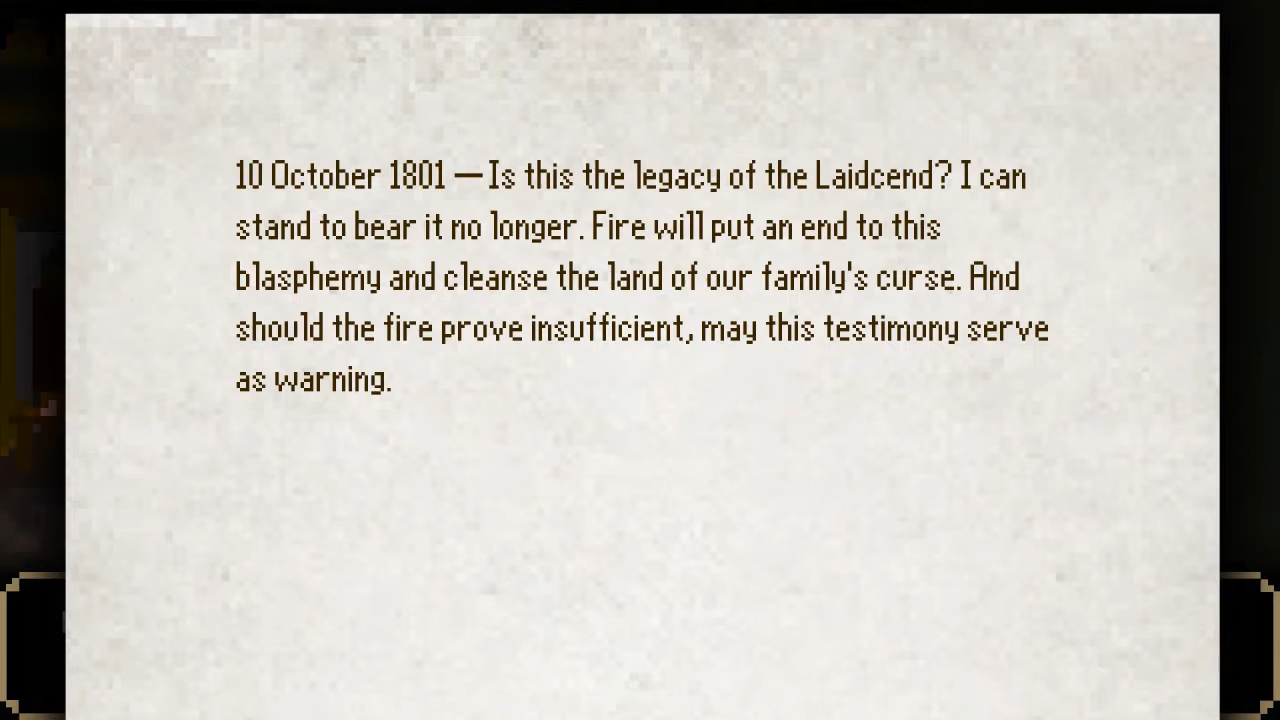 10 October 1801 — Is this the legacy of the Laidcend? I can
stand to bear it no longer. Fire will put an end to this
blasphemy and cleanse the land of our family's curse. And
should the fire prove insufficient, may this testimony serve
as warning.